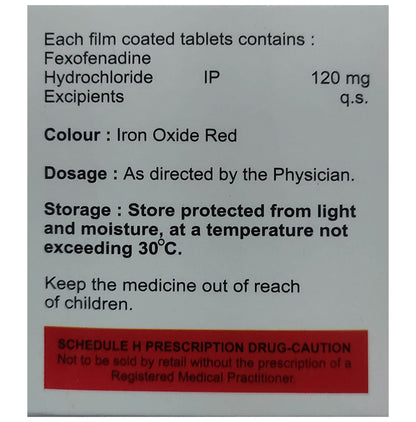 Each film coated tablets contains :
Fexofenadine
Hydrochloride IP 120 mg
Excipients q.s.
Colour : Iron Oxide Red
Dosage : As directed by the Physician.
Storage : Store protected from light
and moisture, at a temperature not
exceeding 30°C.
Keep the medicine out of reach
of children.
SCHEDULE H PRESCRIPTION DRUG-CAUTION
Not to be sold by retail without the prescription of a
Registered Medical Practitioner.